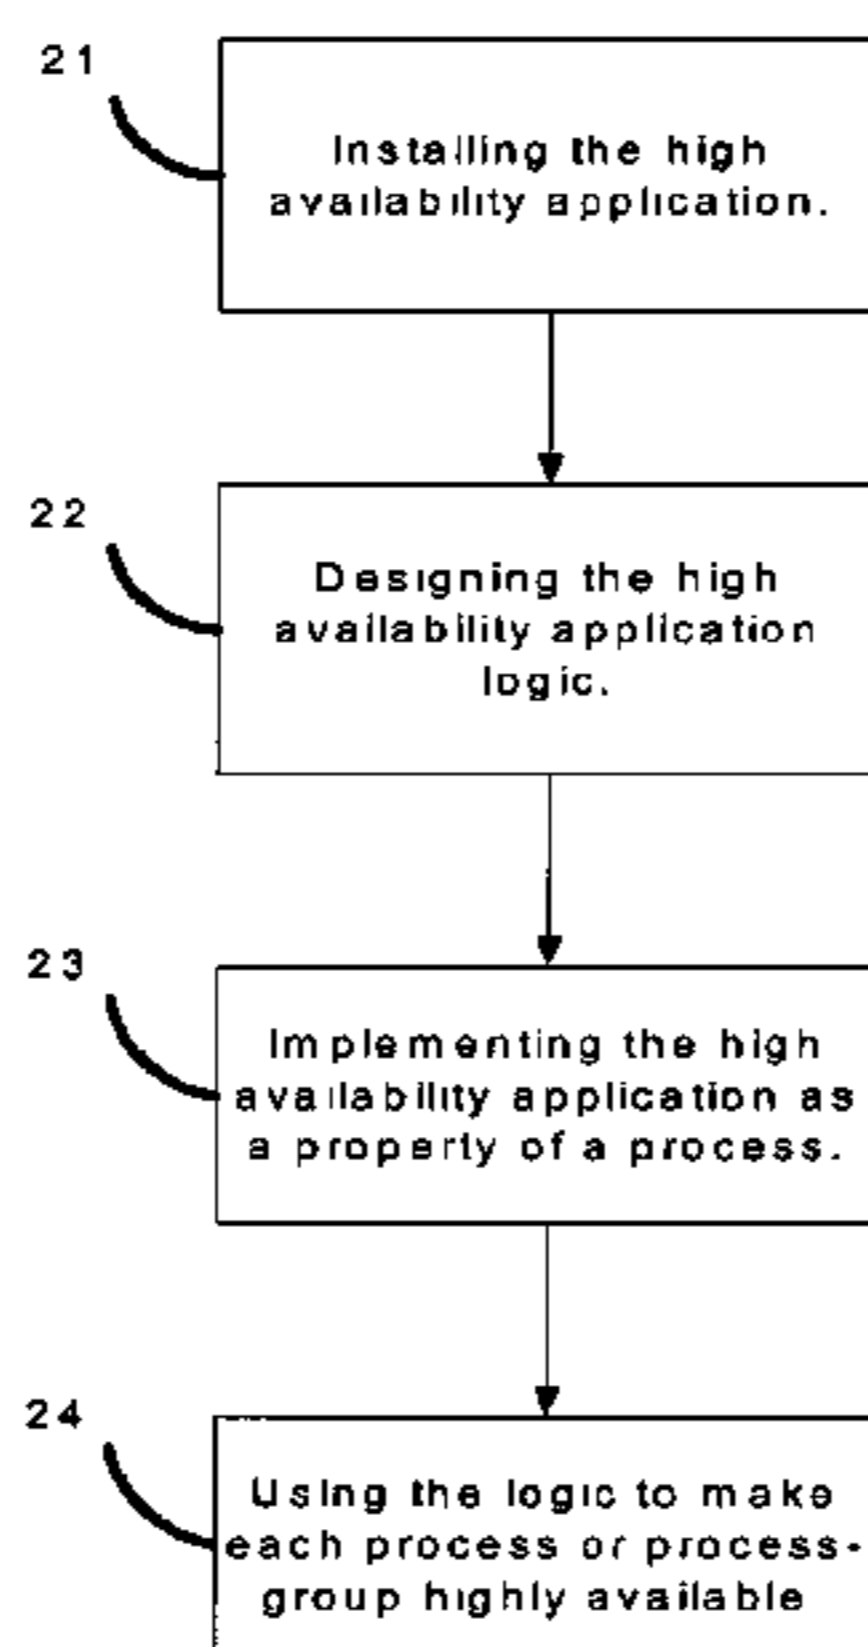 21
Installing the high
availability application.
22
Designing the high
availability application
logic.
23
Implementing the high
availability application as
a property of a process.
24
Using the logic to make
each process or process-
group highly available